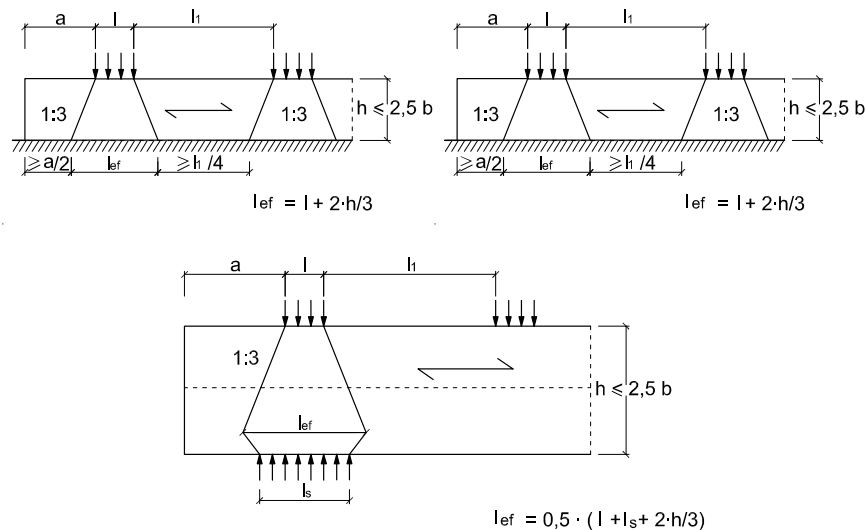 a l l₁ a l l₁
1:3 1:3 h ≤ 2,5 b 1:3 1:3 h ≤ 2,5 b
≥a/2 lef ≥l₁/4 ≥a/2 lef ≥l₁/4
lef = l + 2·h/3 lef = l + 2·h/3
a l l₁
1:3
h ≤ 2,5 b
lef
ls
lef = 0,5 · ( l + ls + 2·h/3)